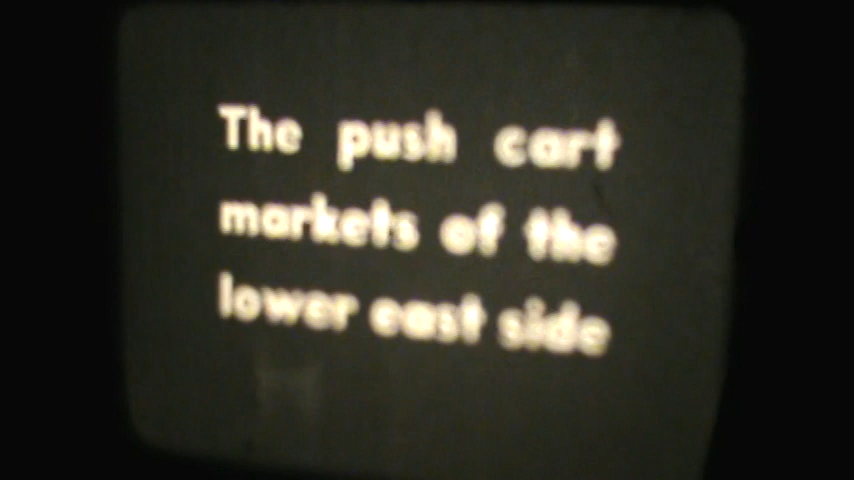 The push cart
markets of the
lower east side